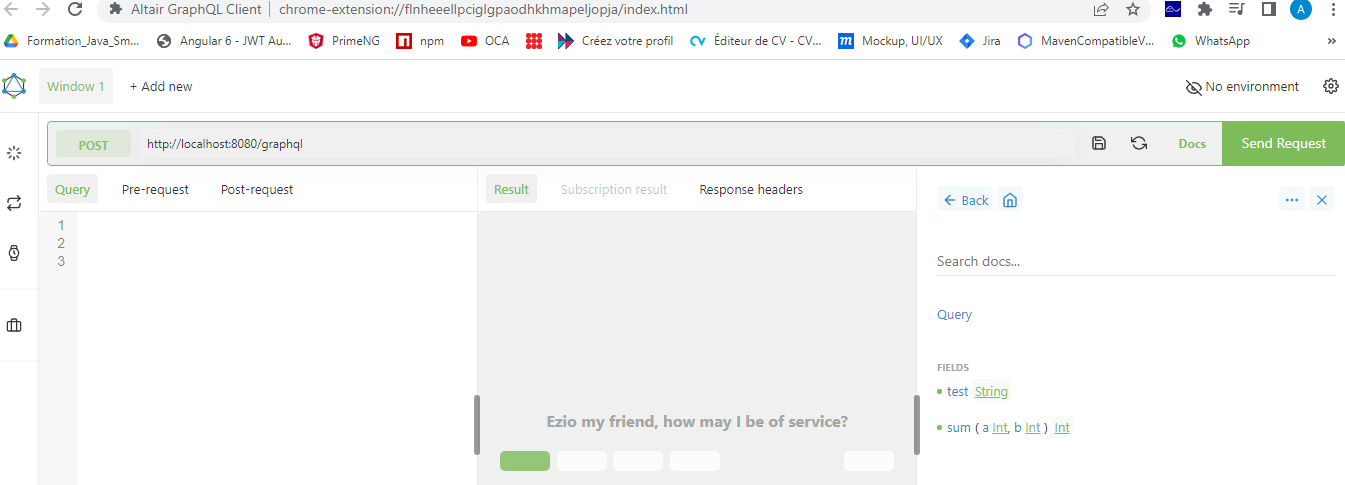 Altair GraphQL Client | chrome-extension://flnheeellpciglgpaodhkhmapeljopja/index.html
A
Formation_Java_Sm... Angular 6 - JWT Au... PrimeNG npm OCA Créez votre profil Éditeur de CV - CV... m Mockup, UI/UX Jira MavenCompatibleV... WhatsApp »
Window 1 + Add new No environment
POST http://localhost:8080/graphql Docs Send Request
Query Pre-request Post-request Result Subscription result Response headers
Back
1
2
3
Search docs...
Query
FIELDS
test String
sum ( a Int, b Int ) Int
Ezio my friend, how may I be of service?